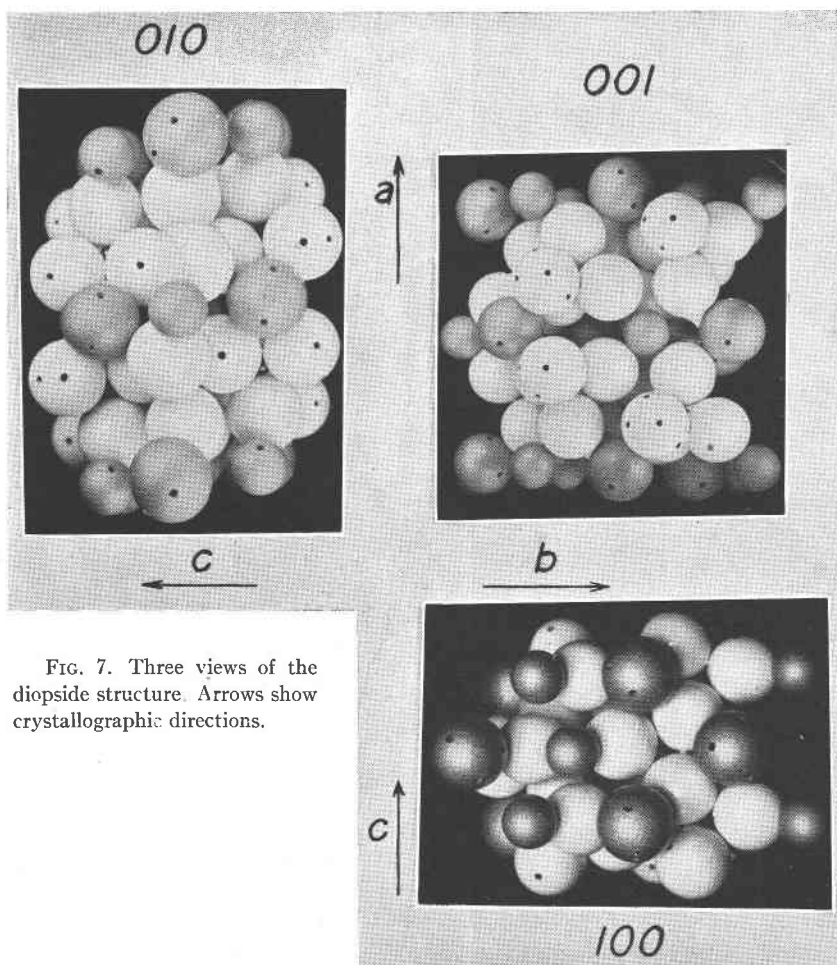 010
001
a
c
b
FIG. 7. Three views of the
diopside structure. Arrows show
crystallographic directions.
c
100